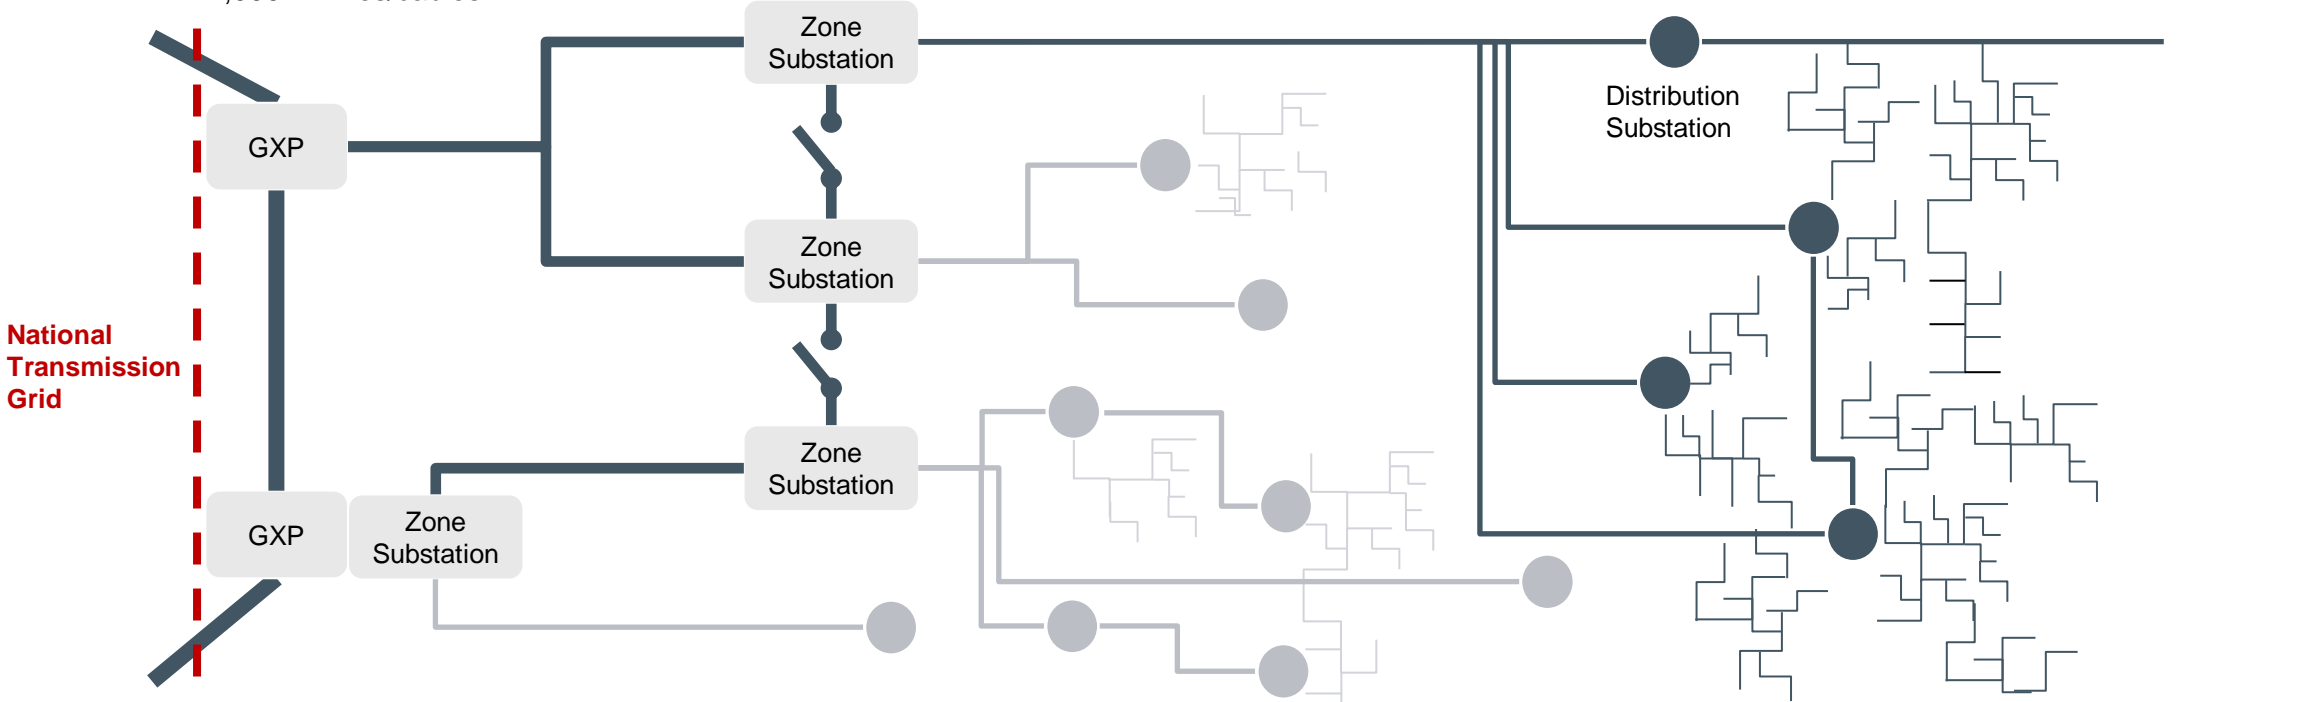 Zone
Substation
Distribution
Substation
GXP
Zone
Substation
National
Transmission
Grid
Zone
Substation
GXP
Zone
Substation